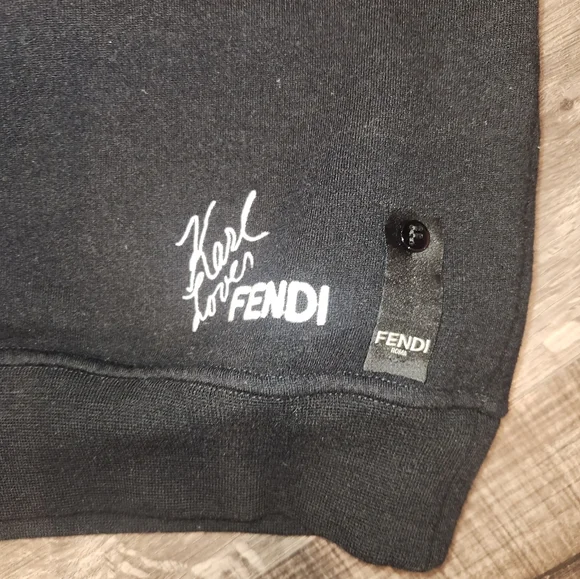 Karl
Loves
FENDI
FENDI
ROMA